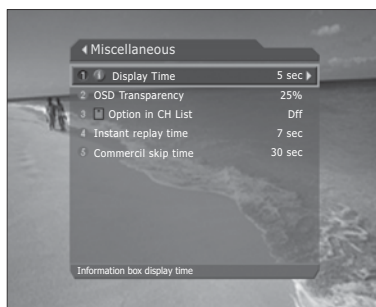 Miscellaneous
1 i Display Time 5 sec
2 OSD Transparency 25%
3 Option in CH List Dff
4 Instant replay time 7 sec
5 Commercil skip time 30 sec
Information box display time